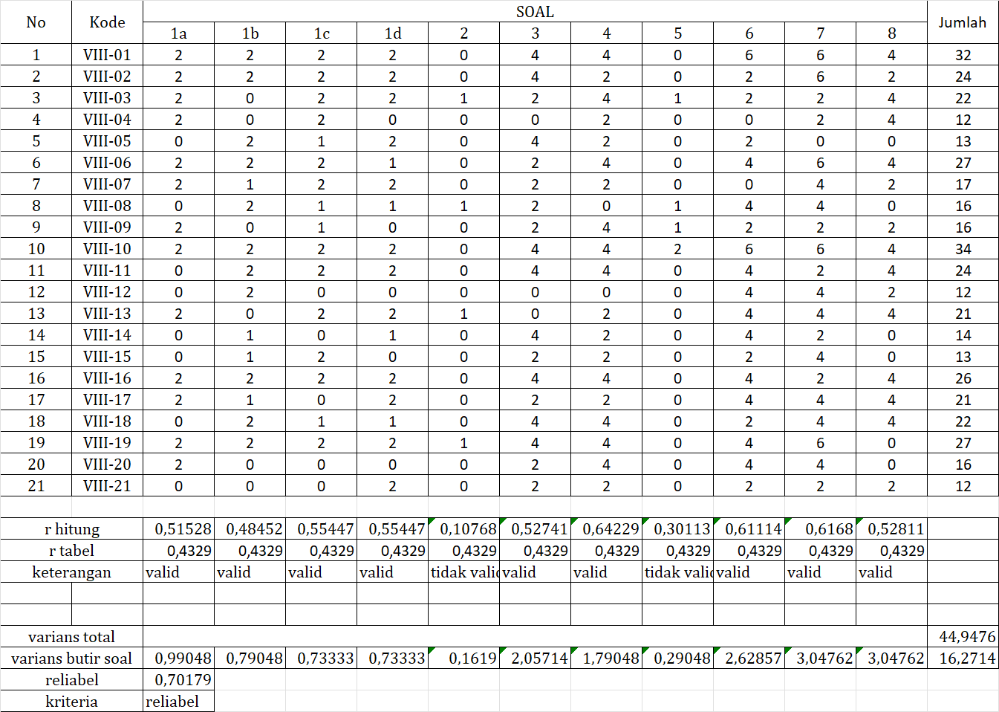 No Kode SOAL Jumlah
1a 1b 1c 1d 2 3 4 5 6 7 8
1 VIII-01 2 2 2 2 0 4 4 0 6 6 4 32
2 VIII-02 2 2 2 2 0 4 2 0 2 6 2 24
3 VIII-03 2 0 2 2 1 2 4 1 2 2 4 22
4 VIII-04 2 0 2 0 0 0 2 0 0 2 4 12
5 VIII-05 0 2 1 2 0 4 2 0 2 0 0 13
6 VIII-06 2 2 2 1 0 2 4 0 4 6 4 27
7 VIII-07 2 1 2 2 0 2 2 0 0 4 2 17
8 VIII-08 0 2 1 1 1 2 0 1 4 4 0 16
9 VIII-09 2 0 1 0 0 2 4 1 2 2 2 16
10 VIII-10 2 2 2 2 0 4 4 2 6 6 4 34
11 VIII-11 0 2 2 2 0 4 4 0 4 2 4 24
12 VIII-12 0 2 0 0 0 0 0 0 4 4 2 12
13 VIII-13 2 0 2 2 1 0 2 0 4 4 4 21
14 VIII-14 0 1 0 1 0 4 2 0 4 2 0 14
15 VIII-15 0 1 2 0 0 2 2 0 2 4 0 13
16 VIII-16 2 2 2 2 0 4 4 0 4 2 4 26
17 VIII-17 2 1 0 2 0 2 2 0 4 4 4 21
18 VIII-18 0 2 1 1 0 4 4 0 2 4 4 22
19 VIII-19 2 2 2 2 1 4 4 0 4 6 0 27
20 VIII-20 2 0 0 0 0 2 4 0 4 4 0 16
21 VIII-21 0 0 0 2 0 2 2 0 2 2 2 12
r hitung 0,51528 0,48452 0,55447 0,55447 0,10768 0,52741 0,64229 0,30113 0,61114 0,6168 0,52811
r tabel 0,4329 0,4329 0,4329 0,4329 0,4329 0,4329 0,4329 0,4329 0,4329 0,4329 0,4329
keterangan valid valid valid valid tidak valid valid valid tidak valid valid valid valid
varians total 44,9476
varians butir soal 0,99048 0,79048 0,73333 0,73333 0,1619 2,05714 1,79048 0,29048 2,62857 3,04762 3,04762 16,2714
reliabel 0,70179
kriteria reliabel